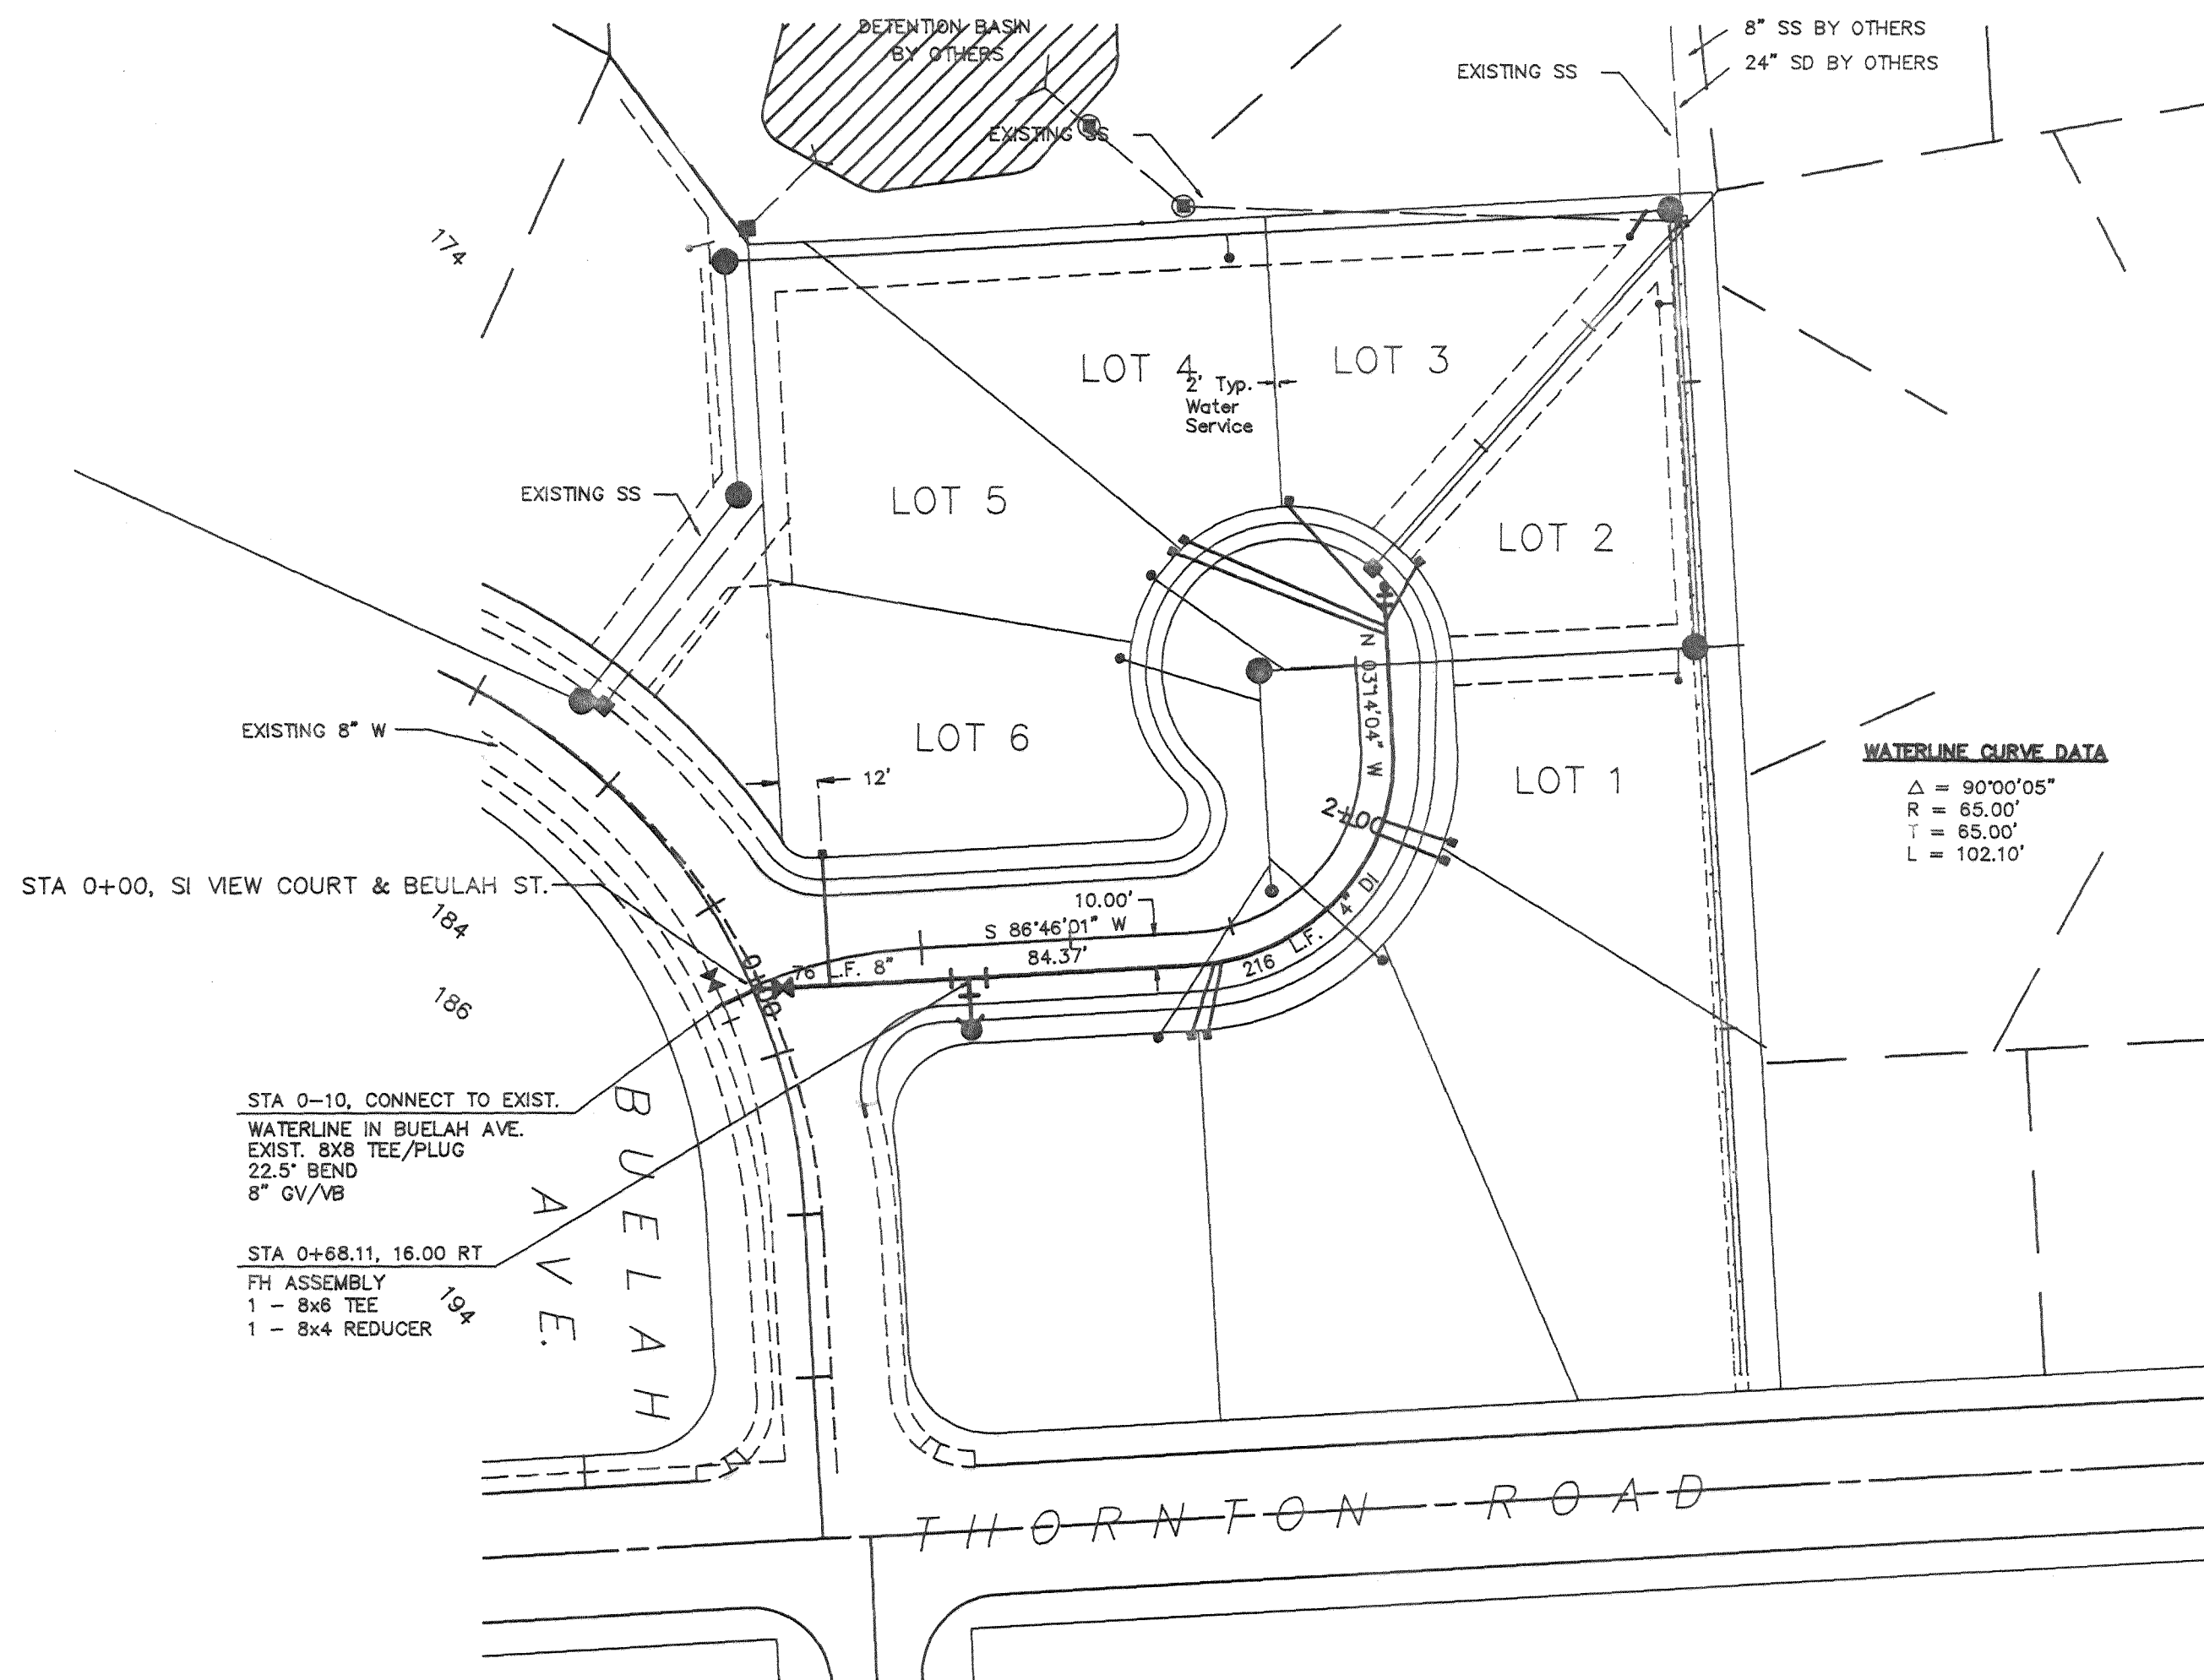 DETENTION BASIN
BY OTHERS
8" SS BY OTHERS
24" SD BY OTHERS
EXISTING SS
EXISTING SS
174
LOT 4
LOT 3
2' Typ.
Water
Service
EXISTING SS
LOT 5
LOT 2
N 03°14'04" W
EXISTING 8" W
LOT 6
12'
LOT 1
WATERLINE CURVE DATA
Δ = 90°00'05"
R = 65.00'
T = 65.00'
L = 102.10'
2+00
STA 0+00, SI VIEW COURT & BEULAH ST.
184
10.00'
S 86°46'01" W
84.37'
76 L.F. 8"
216 L.F. 4" DI
0+00
186
STA 0-10, CONNECT TO EXIST.
WATERLINE IN BUELAH AVE.
EXIST. 8X8 TEE/PLUG
22.5° BEND
8" GV/VB
BUELAH
AVE.
STA 0+68.11, 16.00 RT
FH ASSEMBLY
1 - 8x6 TEE
1 - 8x4 REDUCER
194
THORNTON ROAD